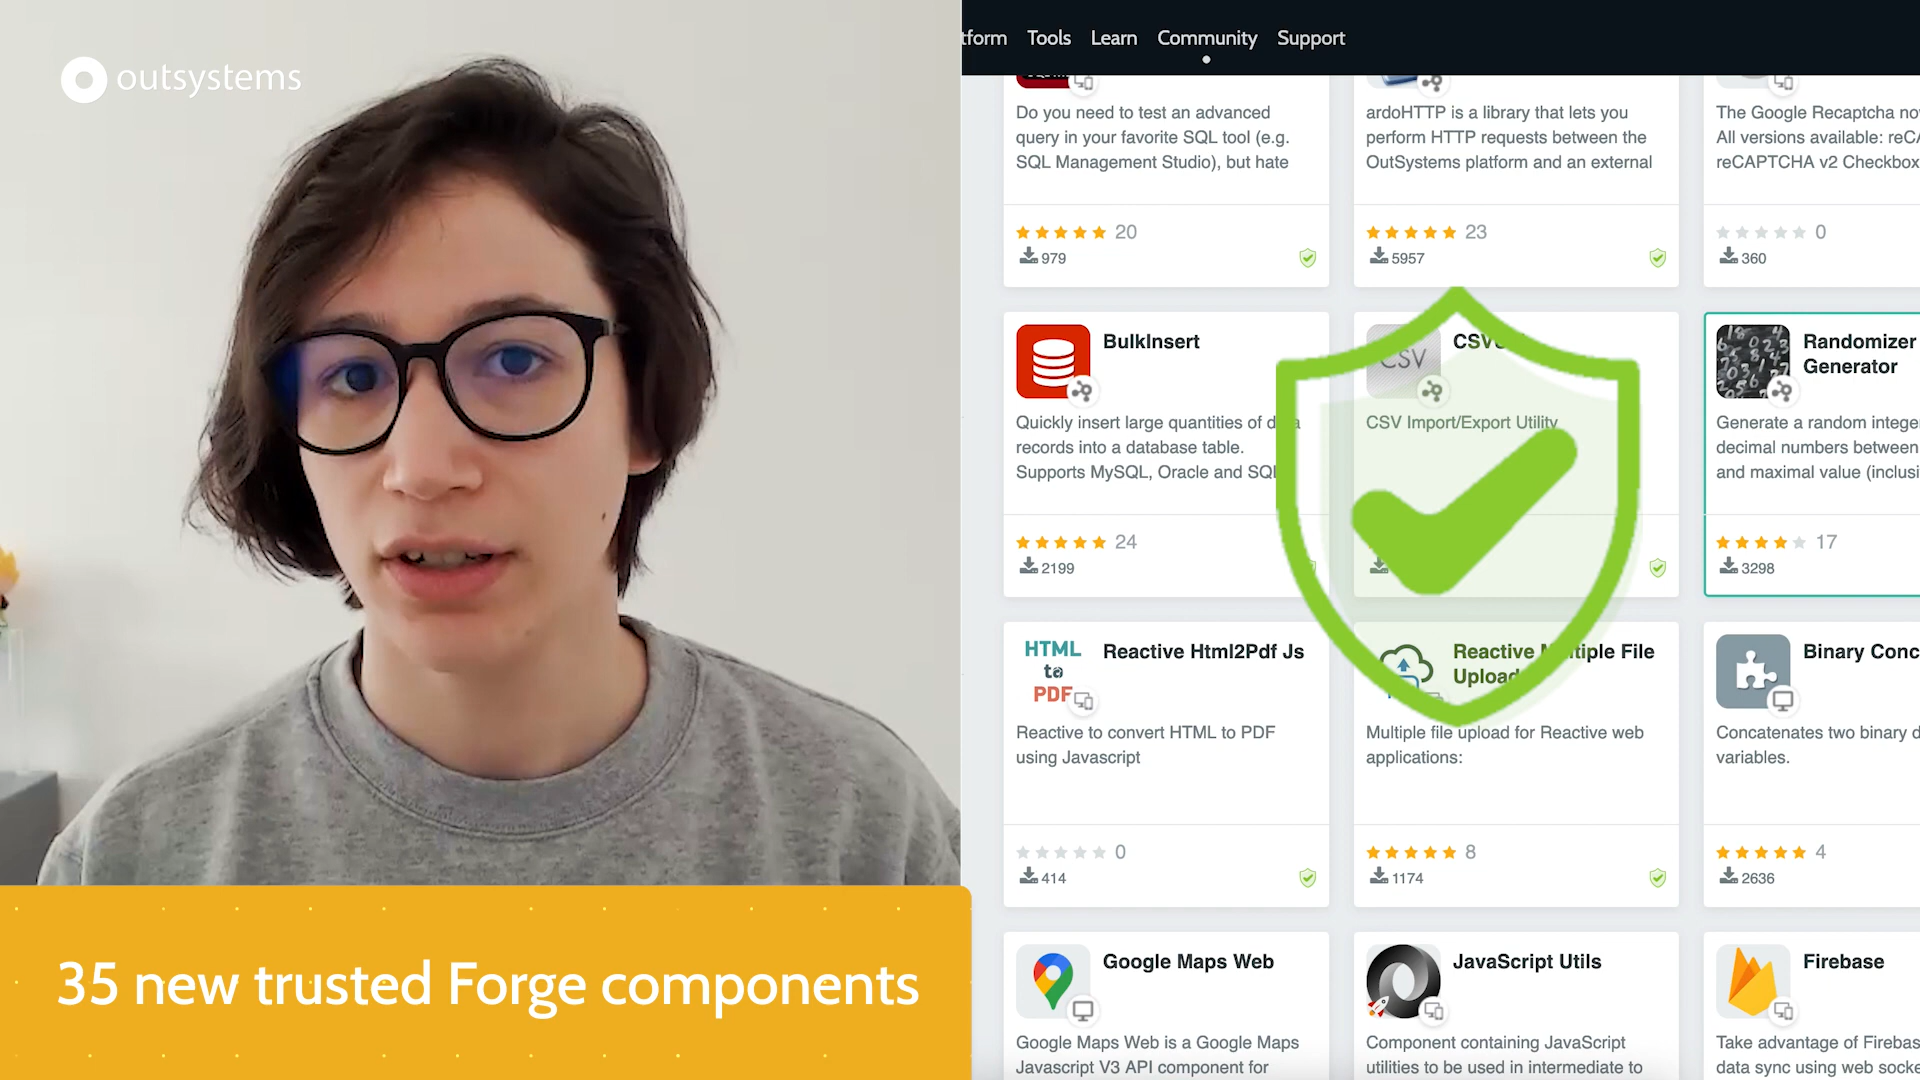 outsystems
35 new trusted Forge components
tform Tools Learn Community Support
Do you need to test an advanced
query in your favorite SQL tool (e.g.
SQL Management Studio), but hate
20
979
ardoHTTP is a library that lets you
perform HTTP requests between the
OutSystems platform and an external
23
5957
The Google Recaptcha no
All versions available: reCA
reCAPTCHA v2 Checkbox
0
360
BulkInsert
Quickly insert large quantities of data
records into a database table.
Supports MySQL, Oracle and SQL
24
2199
CSV
CSVU
CSV Import/Export Utility
Randomizer
Generator
Generate a random intege
decimal numbers between
and maximal value (inclusi
17
3298
HTML
to
PDF
Reactive Html2Pdf Js
Reactive to convert HTML to PDF
using Javascript
0
414
Reactive Multiple File
Upload
Multiple file upload for Reactive web
applications:
8
1174
Binary Conc
Concatenates two binary d
variables.
4
2636
Google Maps Web
Google Maps Web is a Google Maps
Javascript V3 API component for
JavaScript Utils
Component containing JavaScript
utilities to be used in intermediate to
Firebase
Take advantage of Firebas
data sync using web socke